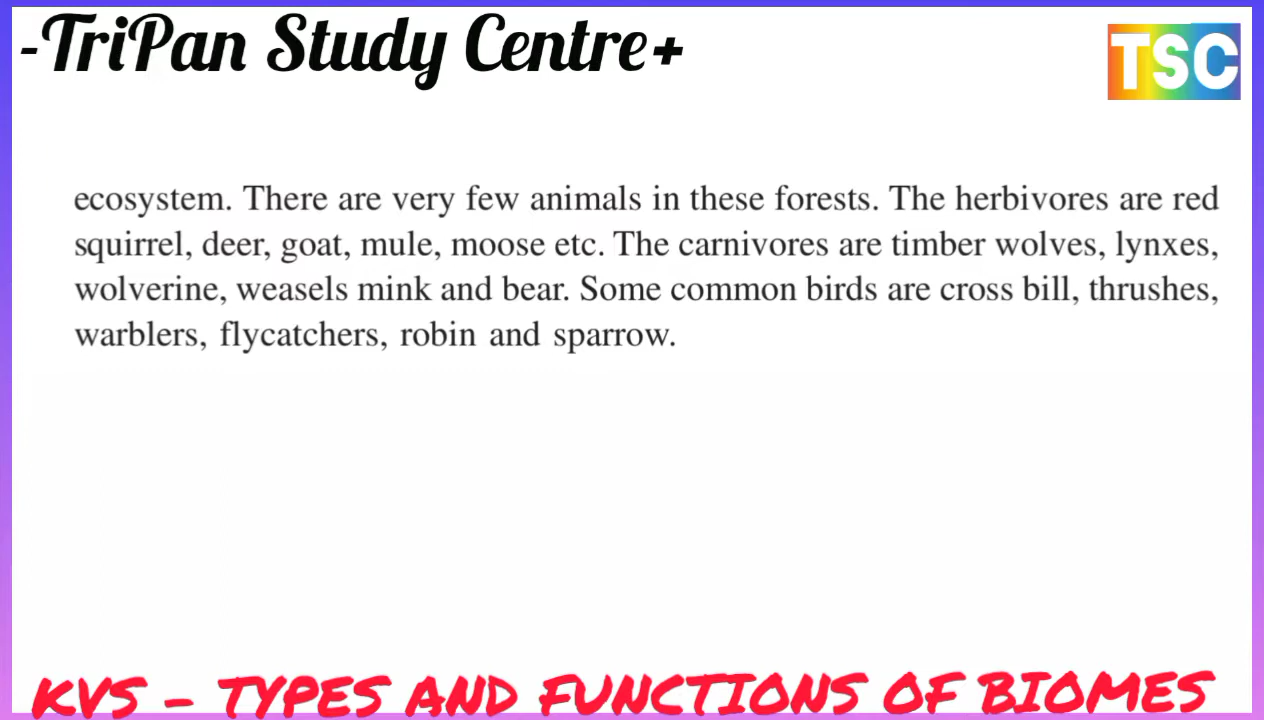 -TriPan Study Centre+
TSC
ecosystem. There are very few animals in these forests. The herbivores are red
squirrel, deer, goat, mule, moose etc. The carnivores are timber wolves, lynxes,
wolverine, weasels mink and bear. Some common birds are cross bill, thrushes,
warblers, flycatchers, robin and sparrow.
KVS - TYPES AND FUNCTIONS OF BIOMES